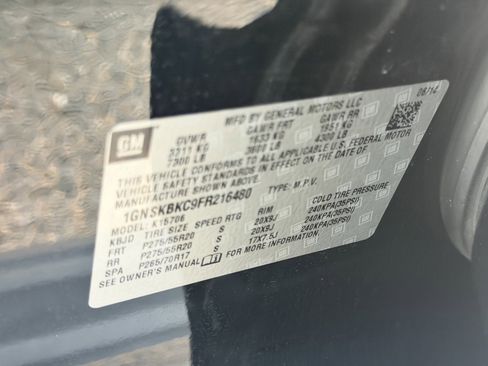 GM
MFD BY GENERAL MOTORS LLC
08/14
GVWR GAWR FRT GAWR RR
3311 KG 1633 KG 1951 KG
7300 LB 3600 LB 4300 LB
THIS VEHICLE CONFORMS TO ALL APPLICABLE U.S. FEDERAL MOTOR
VEHICLE SAFETY STANDARDS IN EFFECT ON THE DATE OF
MANUFACTURE SHOWN ABOVE.
1GNSKBKC9FR216480 TYPE: M.P.V.
MODEL: K15706
KBJD TIRE SIZE SPEED RTG RIM COLD TIRE PRESSURE
FRT P275/55R20 S 20X9J 240KPA(35PSI)
RR P275/55R20 S 20X9J 240KPA(35PSI)
SPA P265/70R17 S 17X7.5J 240KPA(35PSI)
SEE OWNER'S MANUAL FOR MORE INFORMATION.